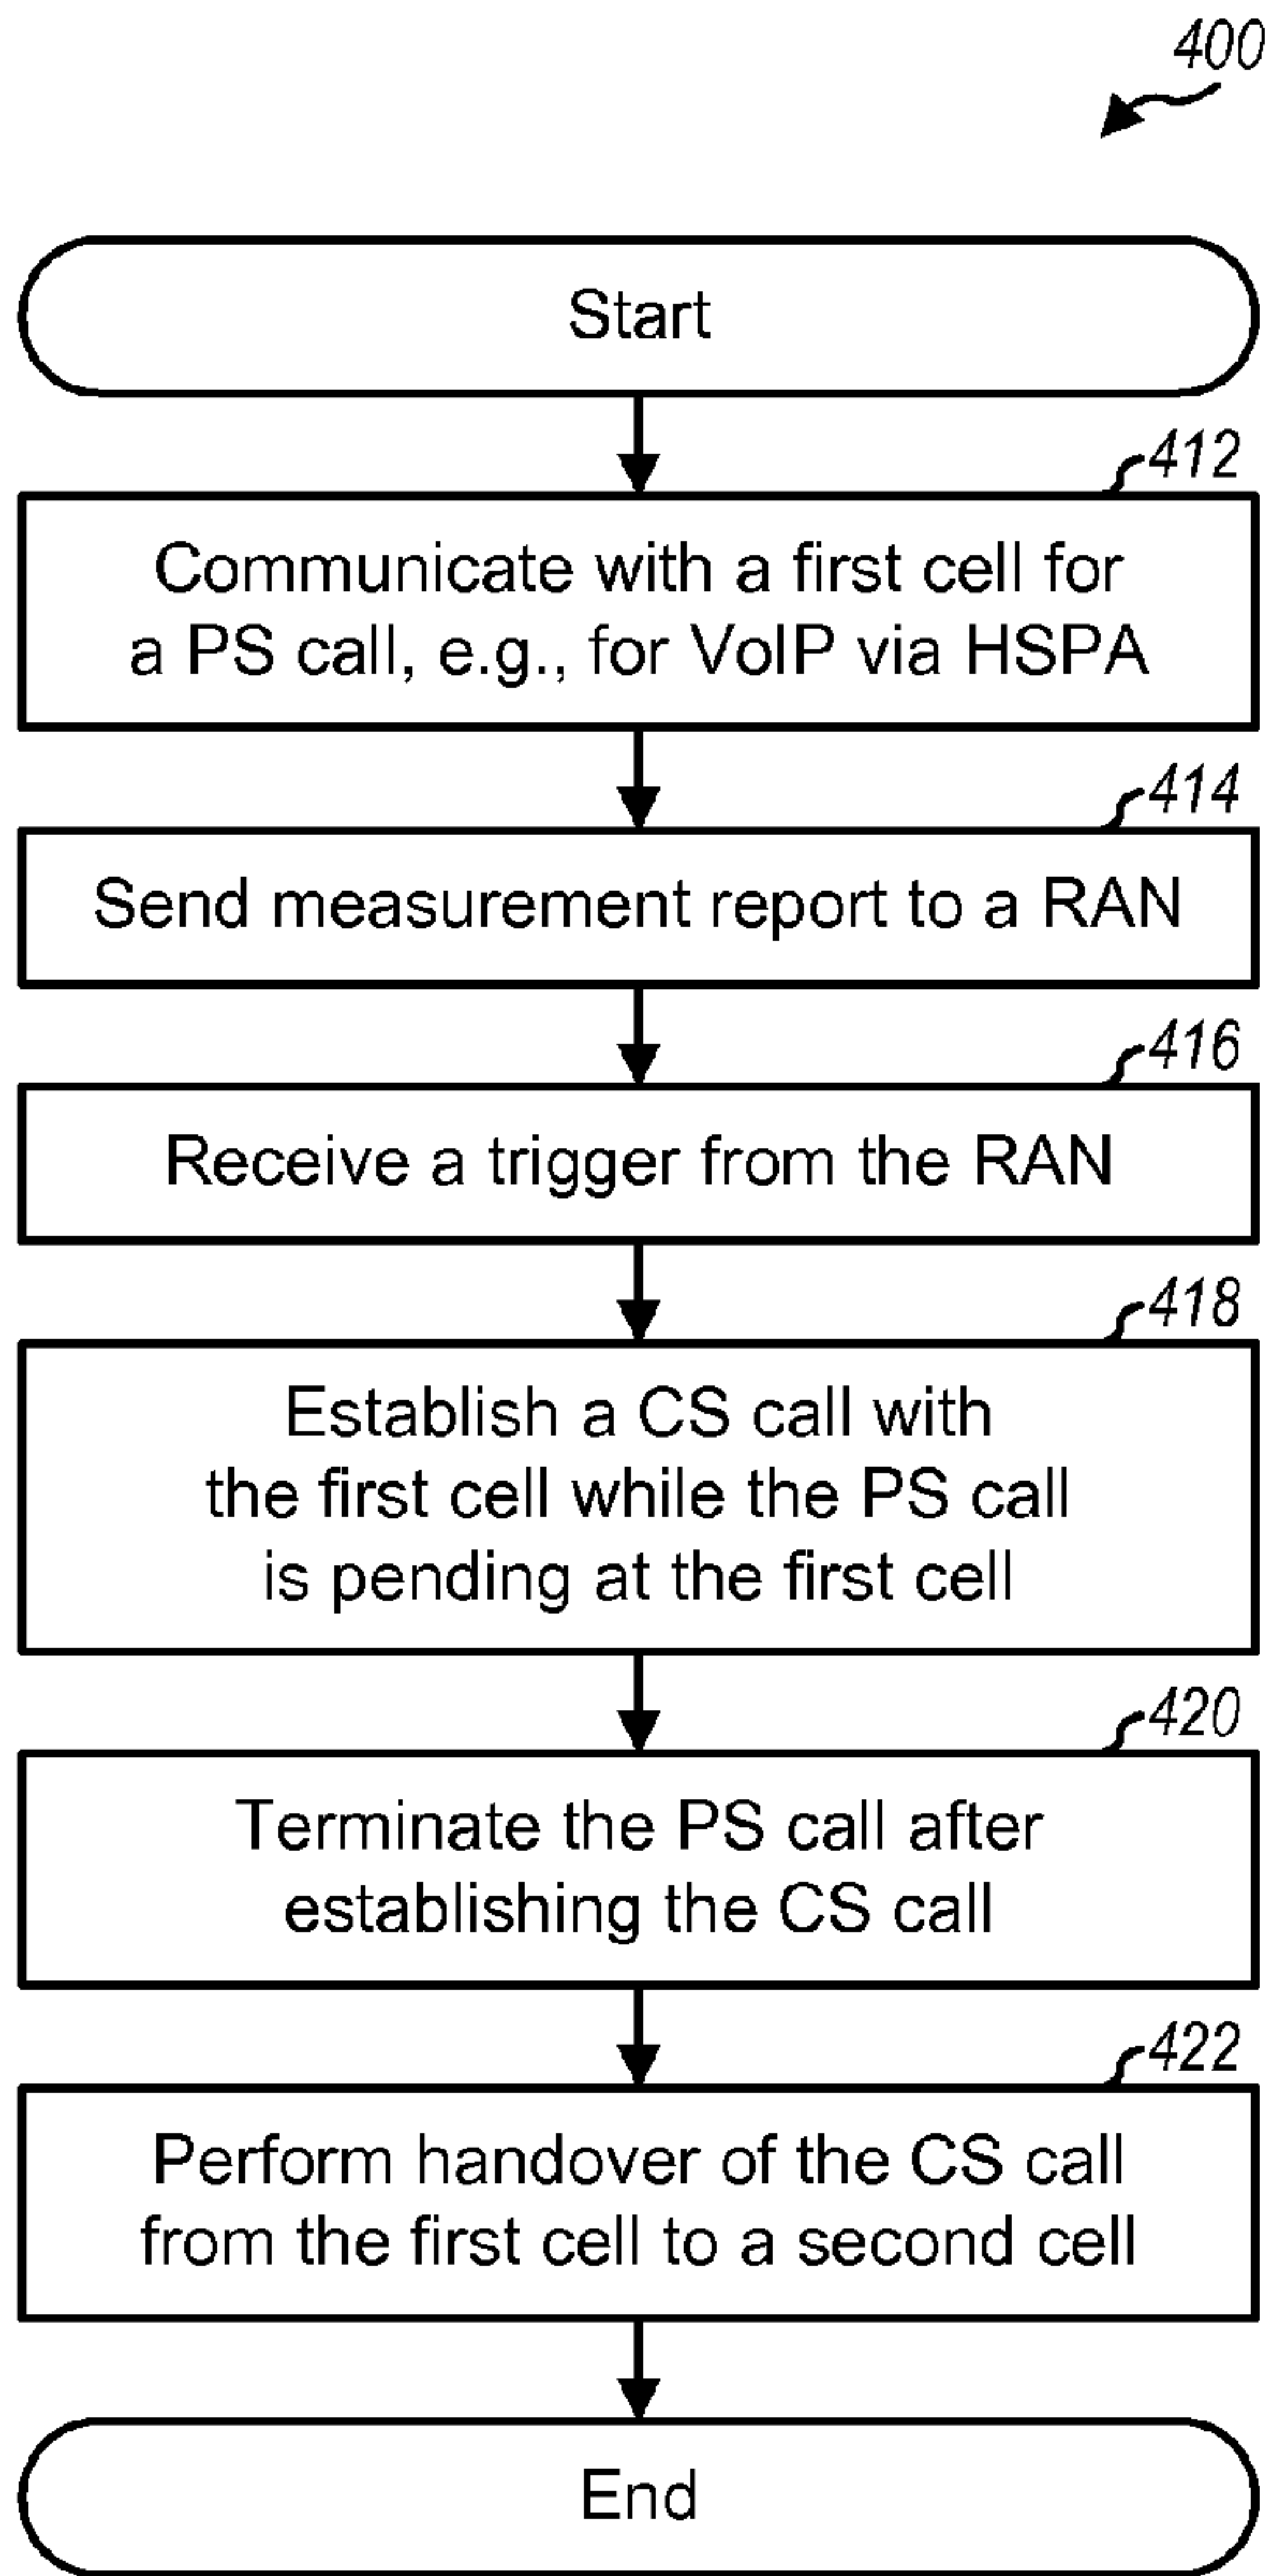 400
Start
412
Communicate with a first cell for
a PS call, e.g., for VoIP via HSPA
414
Send measurement report to a RAN
416
Receive a trigger from the RAN
418
Establish a CS call with
the first cell while the PS call
is pending at the first cell
420
Terminate the PS call after
establishing the CS call
422
Perform handover of the CS call
from the first cell to a second cell
End